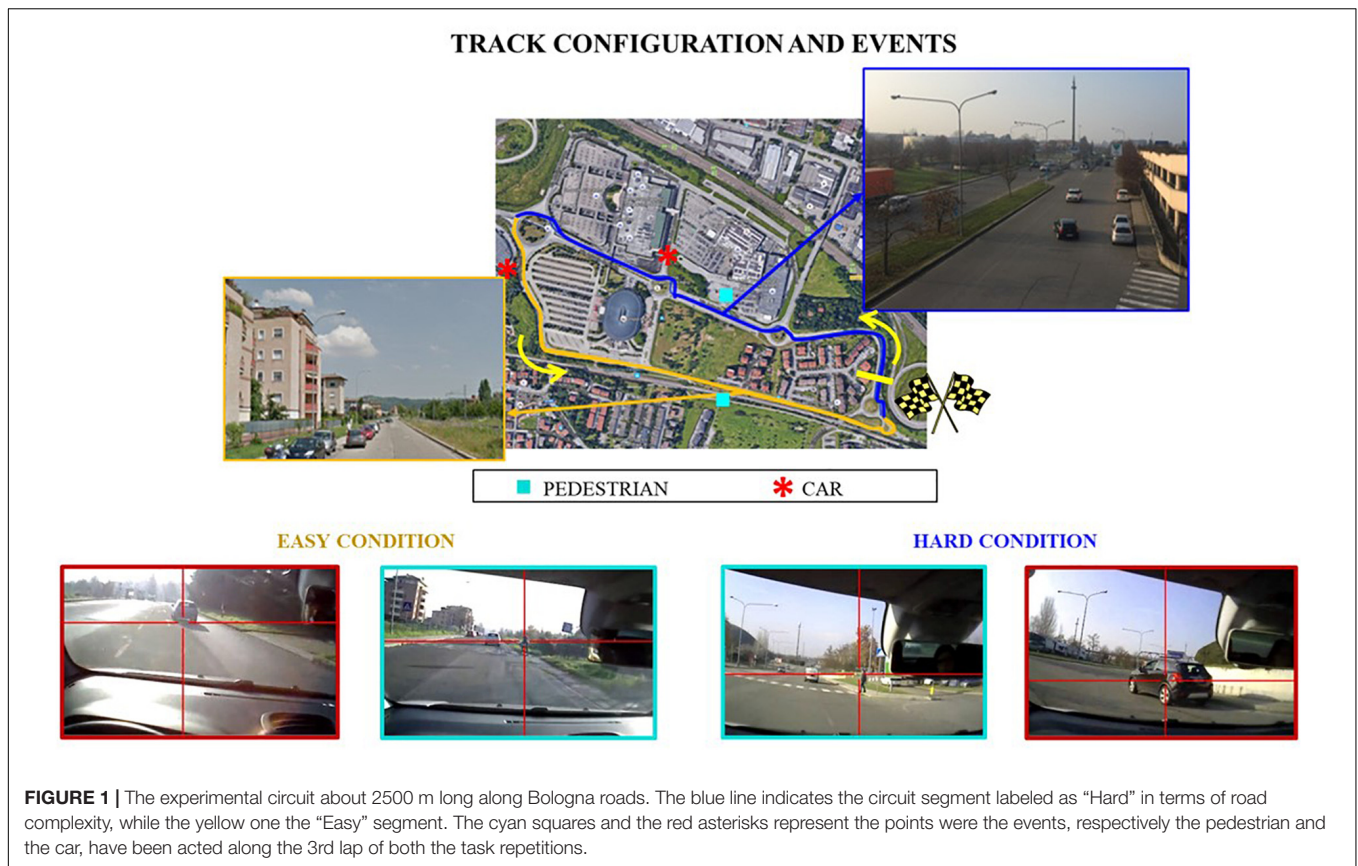 TRACK CONFIGURATION AND EVENTS
PEDESTRIAN
CAR
EASY CONDITION
HARD CONDITION
FIGURE 1 | The experimental circuit about 2500 m long along Bologna roads. The blue line indicates the circuit segment labeled as “Hard” in terms of road
complexity, while the yellow one the “Easy” segment. The cyan squares and the red asterisks represent the points were the events, respectively the pedestrian and
the car, have been acted along the 3rd lap of both the task repetitions.